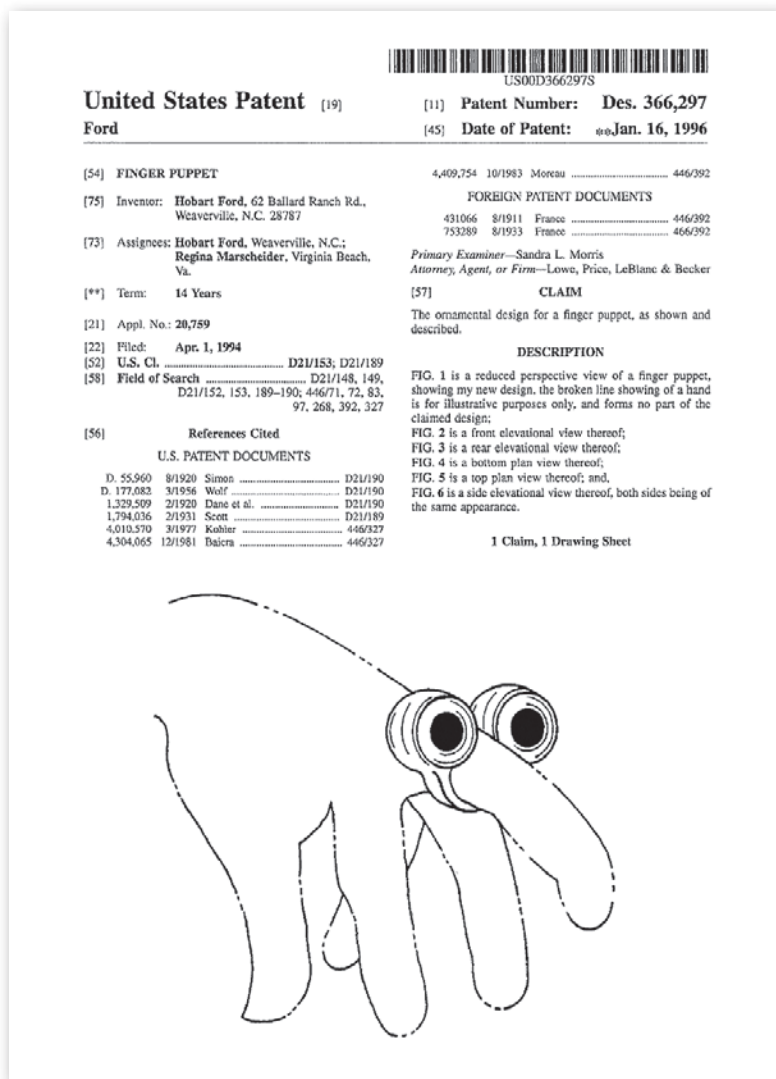 US00D366297S
United States Patent [19]
Ford
[11] Patent Number: Des. 366,297
[45] Date of Patent: **Jan. 16, 1996
[54] FINGER PUPPET
[75] Inventor: Hobart Ford, 62 Ballard Ranch Rd.,
Weaverville, N.C. 28787
[73] Assignees: Hobart Ford, Weaverville, N.C.;
Regina Marscheider, Virginia Beach,
Va.
[**] Term: 14 Years
[21] Appl. No.: 20,759
[22] Filed: Apr. 1, 1994
[52] U.S. Cl. .......................... D21/153; D21/189
[58] Field of Search .......................... D21/148, 149,
D21/152, 153, 189–190; 446/71, 72, 83,
97, 268, 392, 327
[56] References Cited
U.S. PATENT DOCUMENTS
D. 55,960 8/1920 Simon .......................... D21/190
D. 177,082 3/1956 Wolf .......................... D21/190
1,329,509 2/1920 Dane et al. .......................... D21/190
1,794,036 2/1931 Scott .......................... D21/189
4,010,570 3/1977 Kohler .......................... 446/327
4,304,065 12/1981 Baicra .......................... 446/327
4,409,754 10/1983 Moreau .......................... 446/392
FOREIGN PATENT DOCUMENTS
431066 8/1911 France .......................... 446/392
753289 8/1933 France .......................... 466/392
Primary Examiner—Sandra L. Morris
Attorney, Agent, or Firm—Lowe, Price, LeBlanc & Becker
[57] CLAIM
The ornamental design for a finger puppet, as shown and
described.
DESCRIPTION
FIG. 1 is a reduced perspective view of a finger puppet,
showing my new design, the broken line showing of a hand
is for illustrative purposes only, and forms no part of the
claimed design;
FIG. 2 is a front elevational view thereof;
FIG. 3 is a rear elevational view thereof;
FIG. 4 is a bottom plan view thereof;
FIG. 5 is a top plan view thereof; and,
FIG. 6 is a side elevational view thereof, both sides being of
the same appearance.
1 Claim, 1 Drawing Sheet